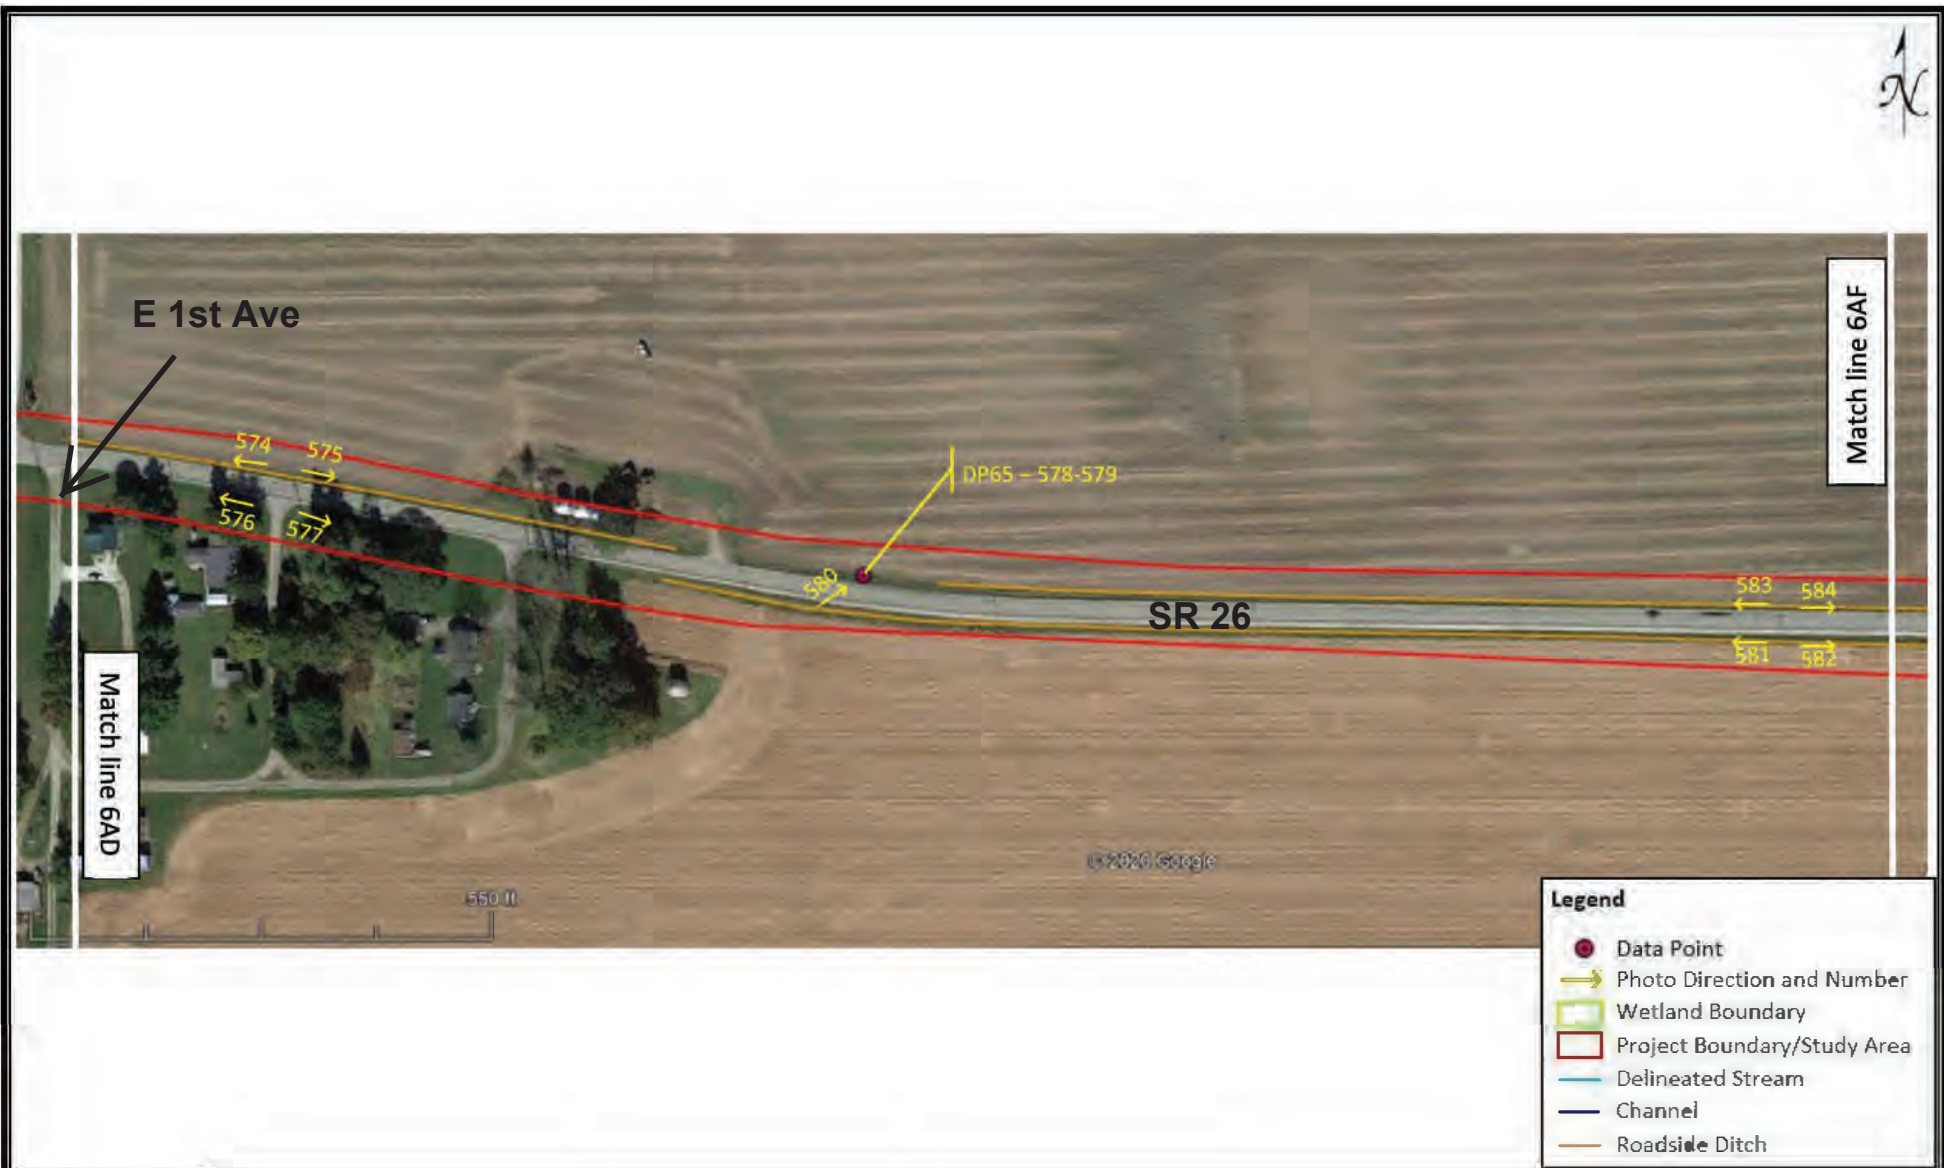 N
E 1st Ave
Match line 6AF
574
575
576
577
DP65 – 578-579
580
SR 26
583
584
581
582
Match line 6AD
©2020 Google
550 ft
Legend
Data Point
Photo Direction and Number
Wetland Boundary
Project Boundary/Study Area
Delineated Stream
Channel
Roadside Ditch